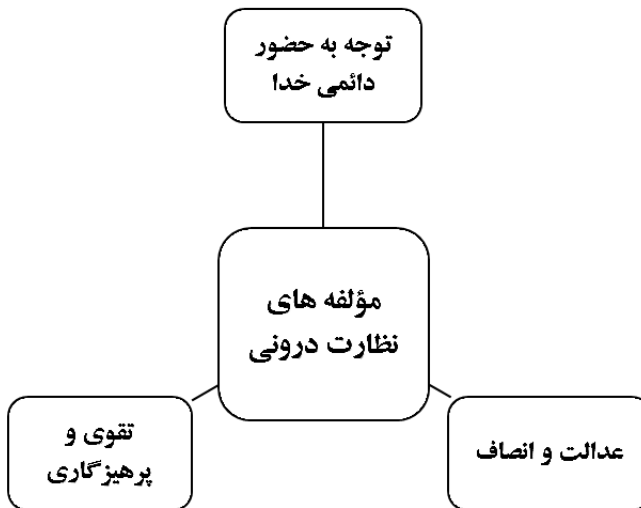 توجه به حضور
دائمی خدا
مؤلفه های
نظارت درونی
عدالت و انصاف
تقوی و
پرهیزگاری